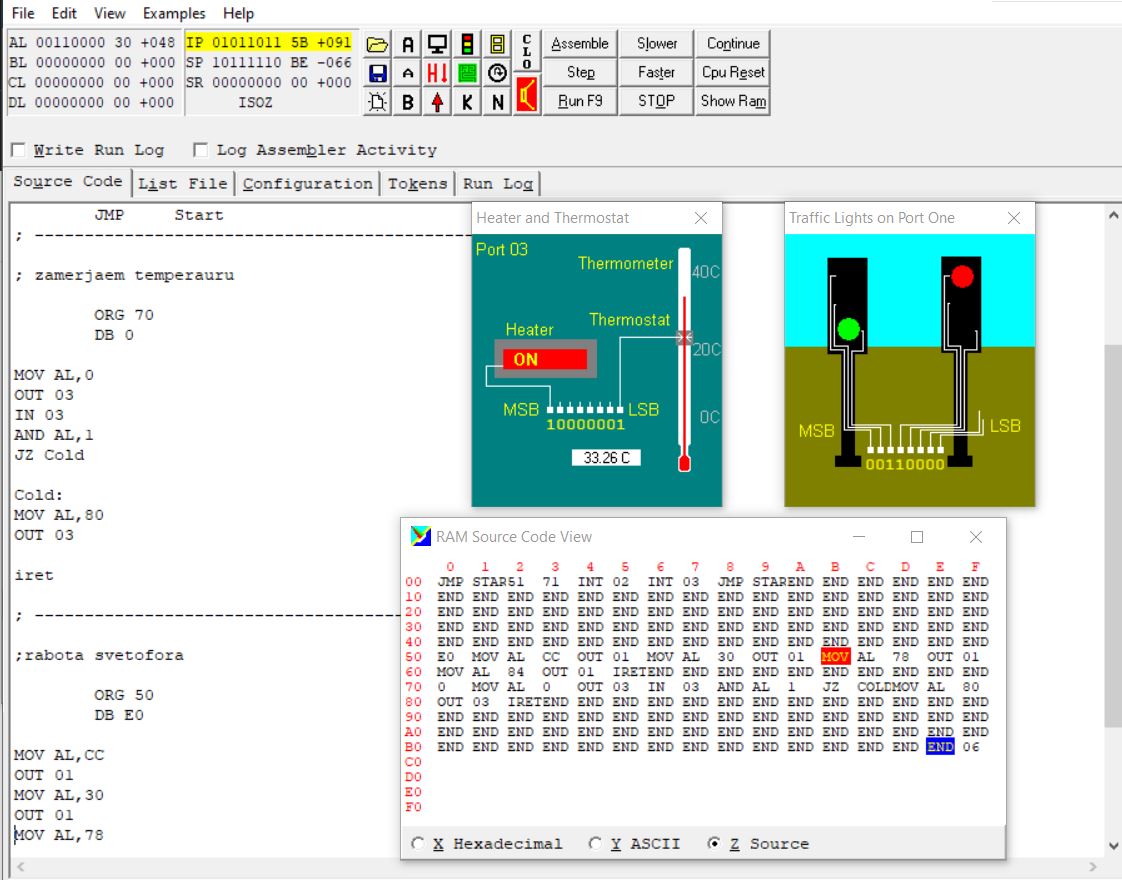 File Edit View Examples Help
AL 00110000 30 +048 IP 01011011 5B +091
BL 00000000 00 +000 SP 10111110 BE -066
CL 00000000 00 +000 SR 00000000 00 +000
DL 00000000 00 +000 ISOZ
A CLO Assemble Slower Continue
A H Step Faster Cpu Reset
B K N Run F9 STOP Show Ram
Write Run Log Log Assembler Activity
Source Code List File Configuration Tokens Run Log
JMP Start
; ----------------------------------------------
; zamerjaem temperauru
ORG 70
DB 0
MOV AL,0
OUT 03
IN 03
AND AL,1
JZ Cold
Cold:
MOV AL,80
OUT 03
iret
; ---------------------------------------
;rabota svetofora
ORG 50
DB E0
MOV AL,CC
OUT 01
MOV AL,30
OUT 01
MOV AL,78
Heater and Thermostat
Port 03
Thermometer 40C
Thermostat
Heater 20C
ON
MSB LSB 0C
10000001
33.26 C
Traffic Lights on Port One
MSB LSB
00110000
RAM Source Code View
0 1 2 3 4 5 6 7 8 9 A B C D E F
00 JMP STAR51 71 INT 02 INT 03 JMP STAREND END END END END END
10 END END END END END END END END END END END END END END END END
20 END END END END END END END END END END END END END END END END
30 END END END END END END END END END END END END END END END END
40 END END END END END END END END END END END END END END END END
50 E0 MOV AL CC OUT 01 MOV AL 30 OUT 01 MOV AL 78 OUT 01
60 MOV AL 84 OUT 01 IRETEND END END END END END END END END END
70 0 MOV AL 0 OUT 03 IN 03 AND AL 1 JZ COLDMOV AL 80
80 OUT 03 IRETEND END END END END END END END END END END END END
90 END END END END END END END END END END END END END END END END
A0 END END END END END END END END END END END END END END END END
B0 END END END END END END END END END END END END END END END 06
C0
D0
E0
F0
X Hexadecimal Y ASCII Z Source